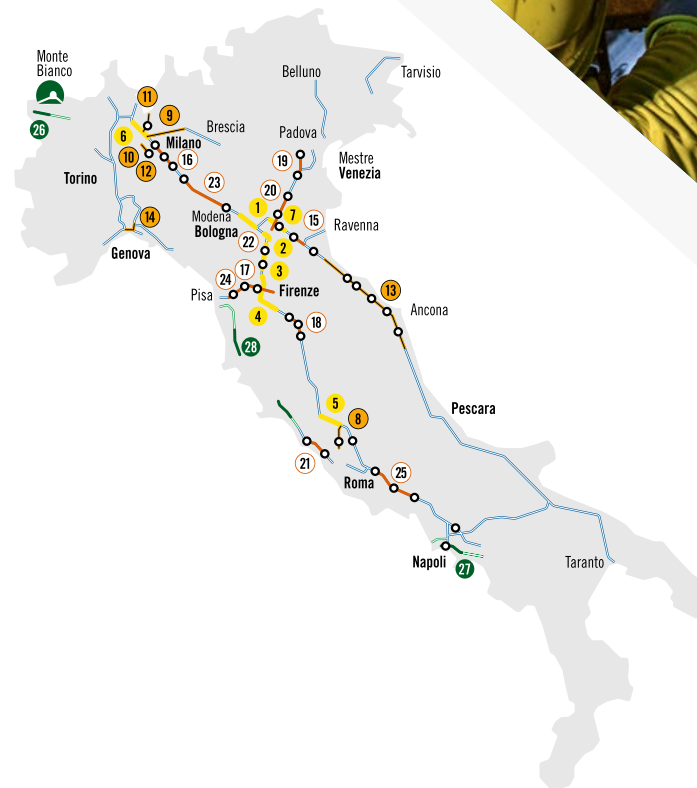 Monte
Bianco
26
Belluno
Tarvisio
11
9
6
Brescia
Milano
10
12
16
Padova
19
Mestre
Venezia
Torino
23
20
14
Modena
Bologna
1
7
15
Ravenna
Genova
22
2
3
24
17
Pisa
Firenze
13
Ancona
4
18
28
5
8
Pescara
21
Roma
25
Napoli
27
Taranto